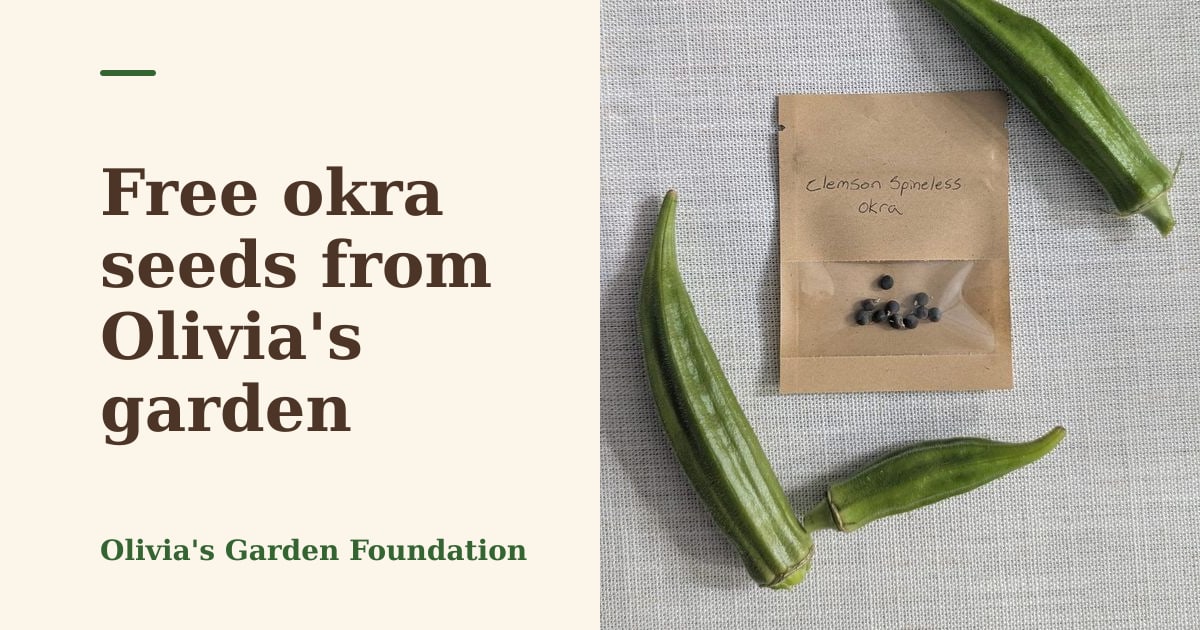 Free okra
seeds from
Olivia's
garden
Olivia's Garden Foundation
Clemson Spineless
Okra